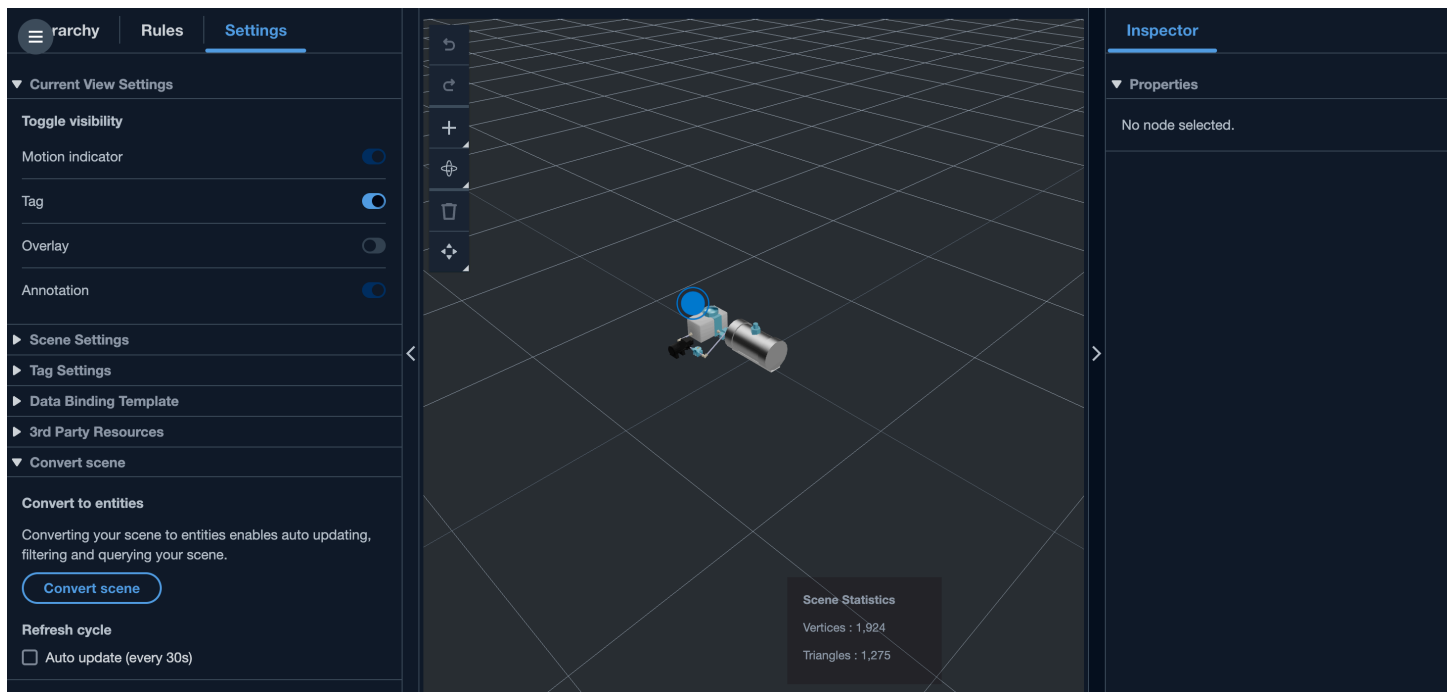 rarchy
Rules
Settings
Current View Settings
Toggle visibility
Motion indicator
Tag
Overlay
Annotation
Scene Settings
Tag Settings
Data Binding Template
3rd Party Resources
Convert scene
Convert to entities
Converting your scene to entities enables auto updating,
filtering and querying your scene.
Convert scene
Refresh cycle
Auto update (every 30s)
Scene Statistics
Vertices : 1,924
Triangles : 1,275
Inspector
Properties
No node selected.